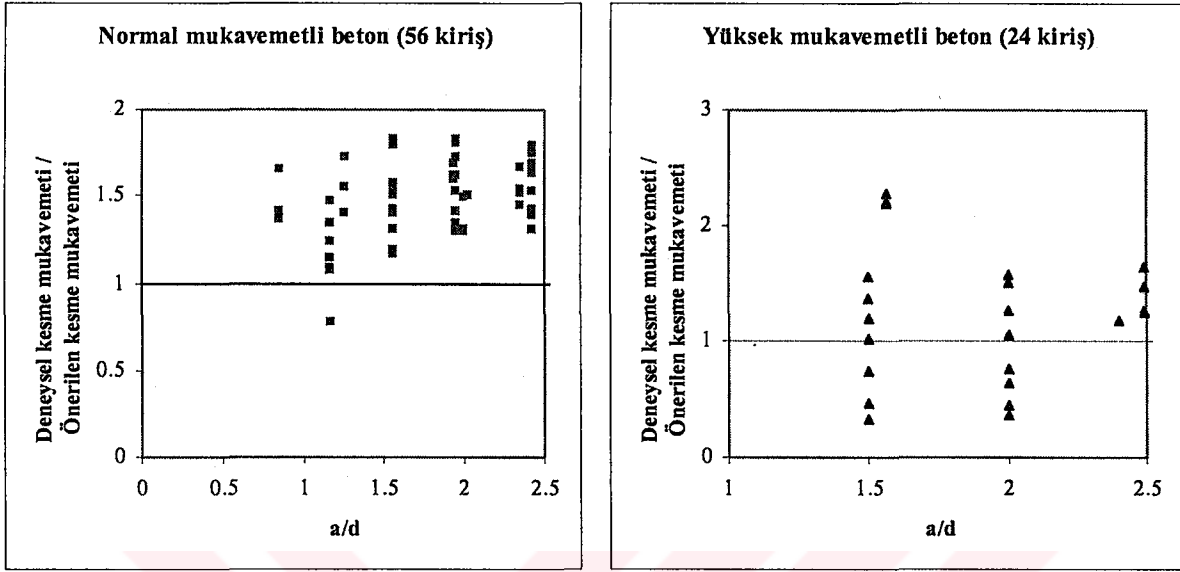 Normal mukavemetli beton (56 kiriş)
Deneysel kesme mukavemeti /
Önerilen kesme mukavemeti
2
1.5
1
0.5
0
0
0.5
1
1.5
2
2.5
a/d
Yüksek mukavemetli beton (24 kiriş)
Deneysel kesme mukavemeti /
Önerilen kesme mukavemeti
3
2
1
0
1
1.5
2
2.5
a/d